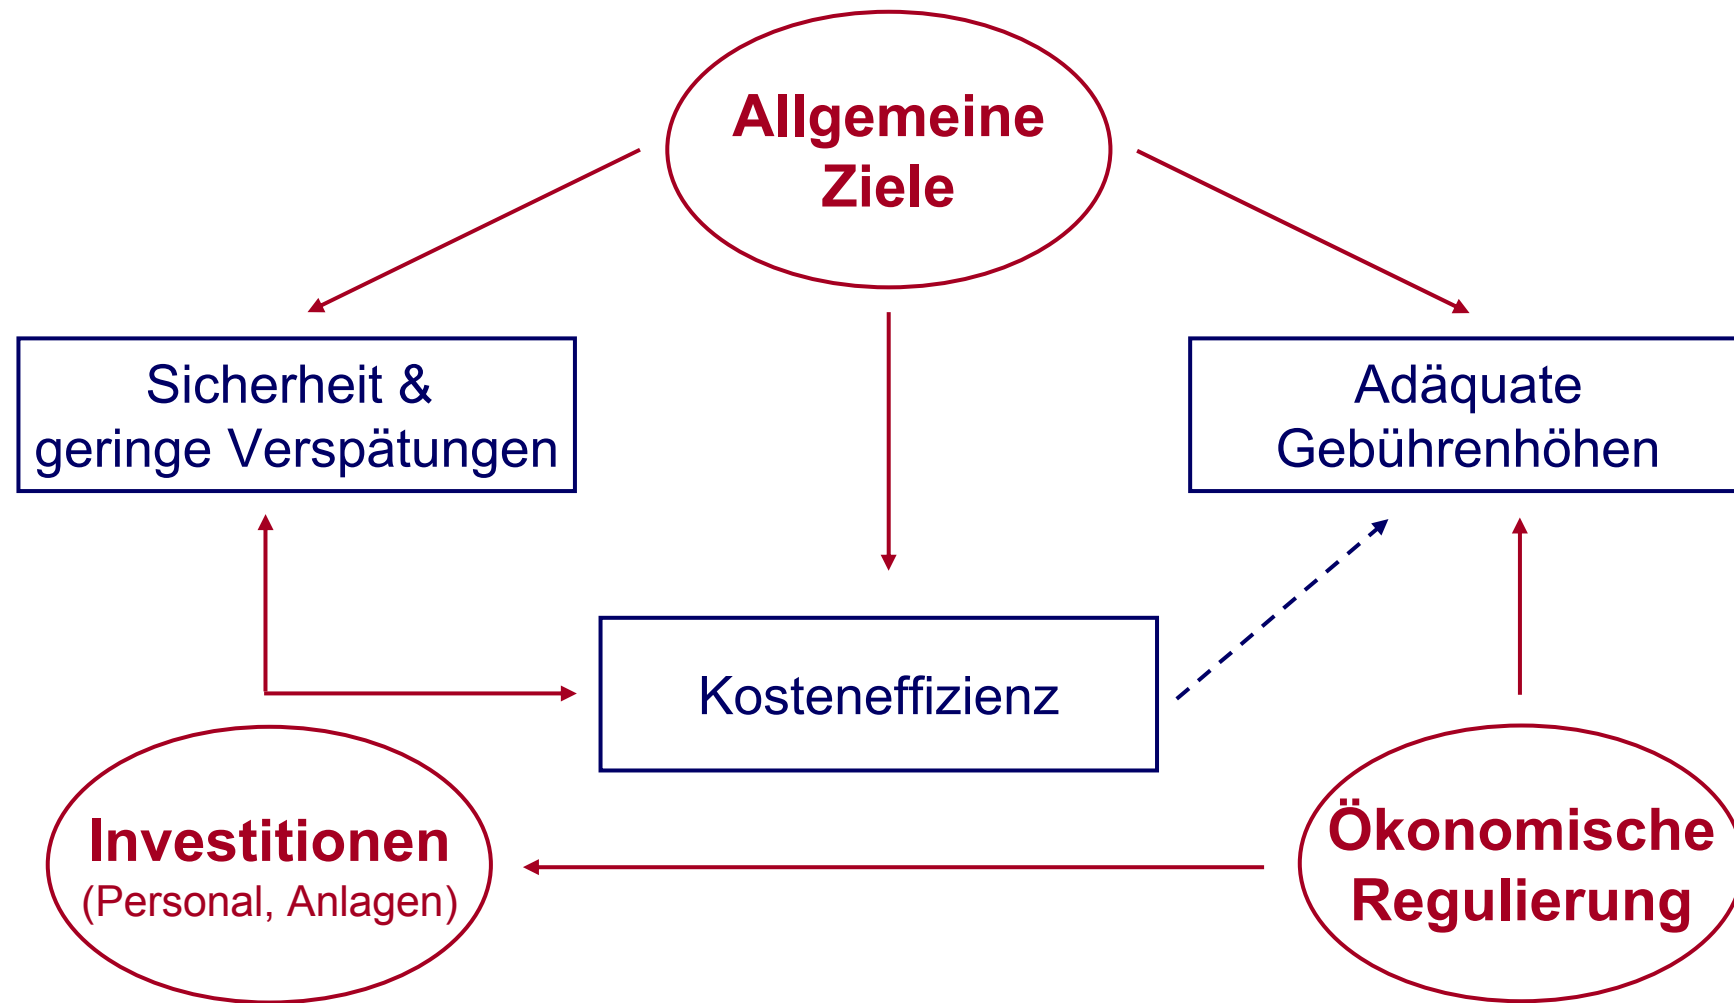 Allgemeine
Ziele
Sicherheit &
geringe Verspätungen
Adäquate
Gebührenhöhen
Kosteneffizienz
Investitionen
(Personal, Anlagen)
Ökonomische
Regulierung